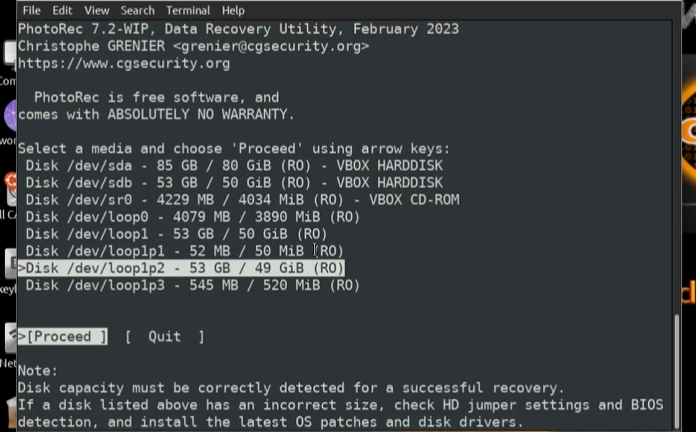 File Edit View Search Terminal Help
PhotoRec 7.2-WIP, Data Recovery Utility, February 2023
Christophe GRENIER <grenier@cgsecurity.org>
https://www.cgsecurity.org
PhotoRec is free software, and
comes with ABSOLUTELY NO WARRANTY.
Select a media and choose 'Proceed' using arrow keys:
Disk /dev/sda - 85 GB / 80 GiB (RO) - VBOX HARDDISK
Disk /dev/sdb - 53 GB / 50 GiB (RO) - VBOX HARDDISK
Disk /dev/sr0 - 4229 MB / 4034 MiB (RO) - VBOX CD-ROM
Disk /dev/loop0 - 4079 MB / 3890 MiB (RO)
Disk /dev/loop1 - 53 GB / 50 GiB (RO)
Disk /dev/loop1p1 - 52 MB / 50 MiB (RO)
>Disk /dev/loop1p2 - 53 GB / 49 GiB (RO)
Disk /dev/loop1p3 - 545 MB / 520 MiB (RO)
>[Proceed ] [ Quit ]
Note:
Disk capacity must be correctly detected for a successful recovery.
If a disk listed above has an incorrect size, check HD jumper settings and BIOS
detection, and install the latest OS patches and disk drivers.